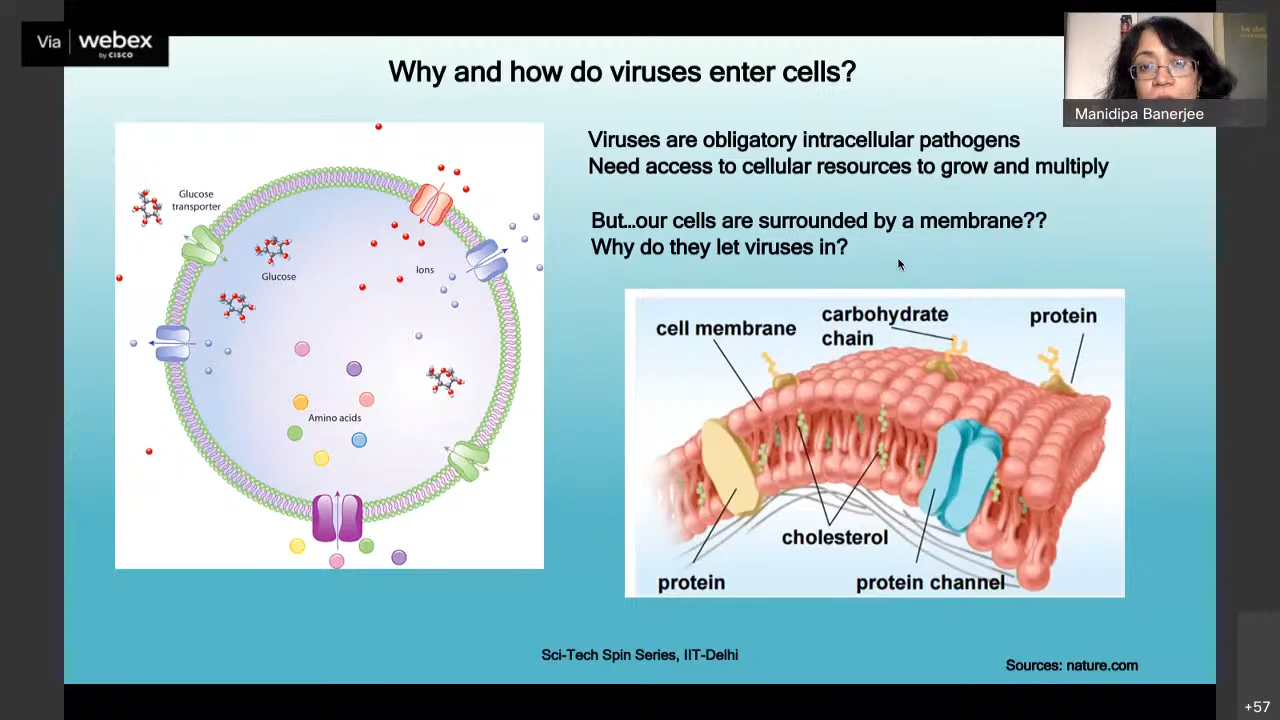 Via webex
by CISCO
Why and how do viruses enter cells?
Manidipa Banerjee
Viruses are obligatory intracellular pathogens
Need access to cellular resources to grow and multiply
But...our cells are surrounded by a membrane??
Why do they let viruses in?
Glucose
transporter
Glucose
Ions
Amino acids
cell membrane
carbohydrate
chain
protein
cholesterol
protein
protein channel
Sci-Tech Spin Series, IIT-Delhi
Sources: nature.com
+57